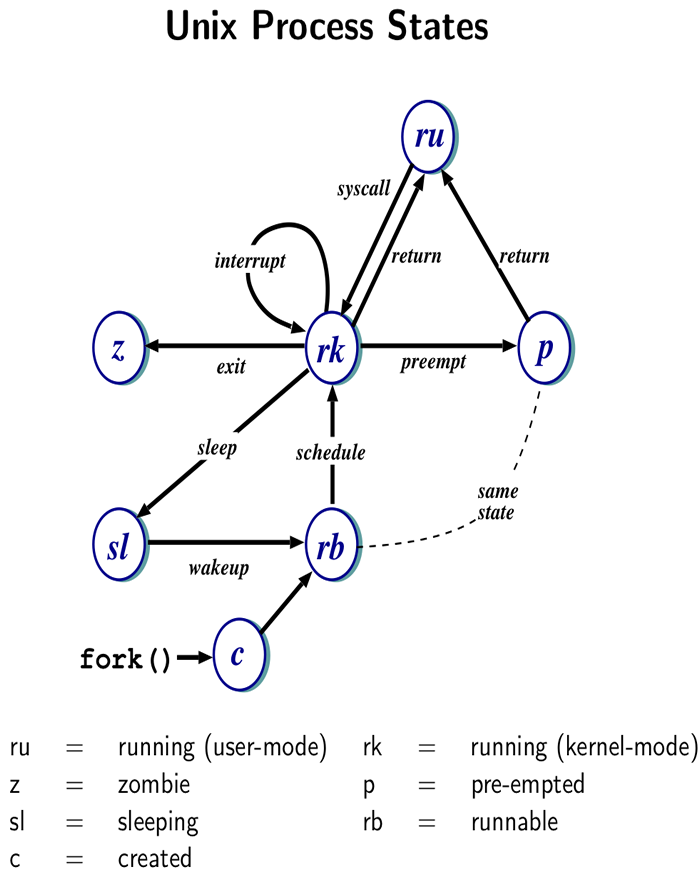 Unix Process States
ru
syscall
interrupt
return
return
z
rk
p
exit
preempt
sleep
schedule
same
state
sl
rb
wakeup
fork()
c
ru = running (user-mode) rk = running (kernel-mode)
z = zombie p = pre-empted
sl = sleeping rb = runnable
c = created